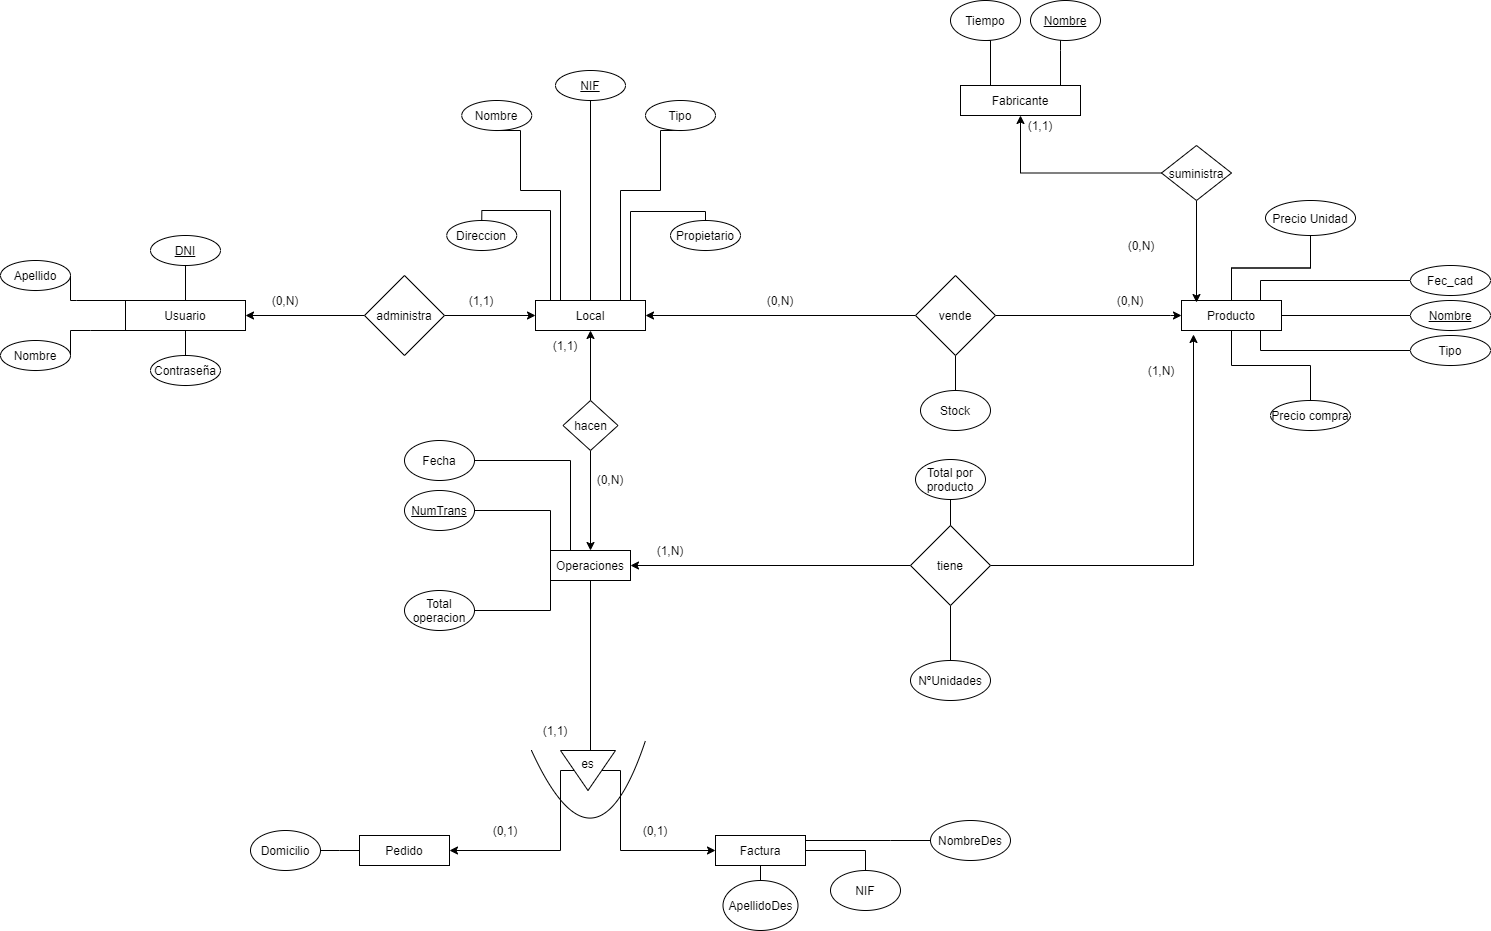 Tiempo
Nombre
Fabricante
(1,1)
NIF
Nombre
Tipo
suministra
Direccion
Propietario
Precio Unidad
(0,N)
DNI
Apellido
Fec_cad
Usuario
(0,N)
administra
(1,1)
Local
(0,N)
vende
(0,N)
Producto
Nombre
(1,1)
Nombre
Contraseña
Tipo
(1,N)
Stock
Precio compra
hacen
Fecha
(0,N)
Total por
producto
NumTrans
Operaciones
(1,N)
tiene
Total
operacion
NºUnidades
(1,1)
es
(0,1)
(0,1)
Domicilio
Pedido
Factura
NombreDes
NIF
ApellidoDes